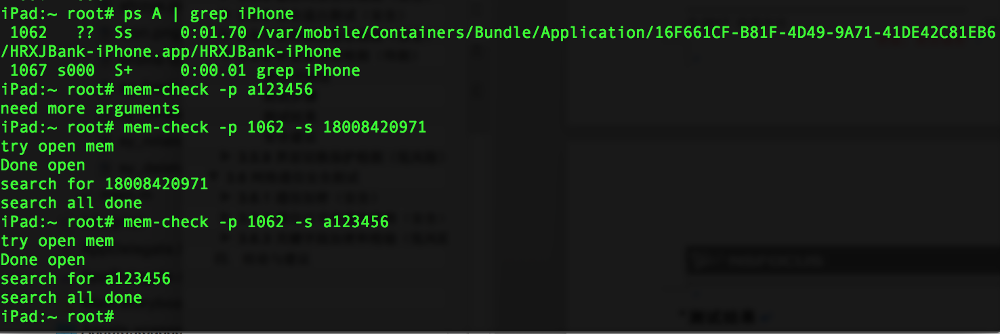 iPad:~ root# ps A | grep iPhone
 1062   ??  Ss     0:01.70 /var/mobile/Containers/Bundle/Application/16F661CF-B81F-4D49-9A71-41DE42C81EB6
/HRXJBank-iPhone.app/HRXJBank-iPhone
 1067 s000  S+     0:00.01 grep iPhone
iPad:~ root# mem-check -p a123456
need more arguments
iPad:~ root# mem-check -p 1062 -s 18008420971
try open mem
Done open
search for 18008420971
search all done
iPad:~ root# mem-check -p 1062 -s a123456
try open mem
Done open
search for a123456
search all done
iPad:~ root#